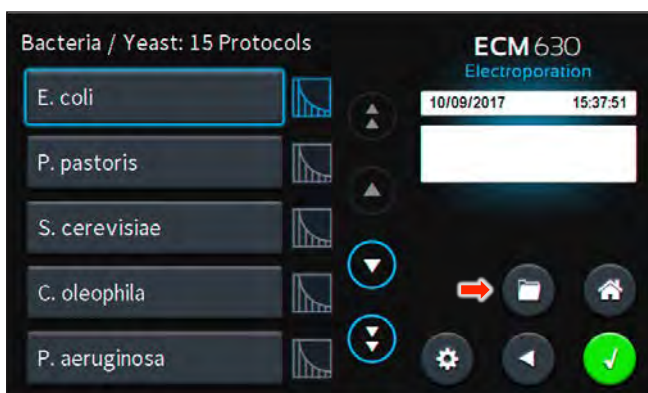 Bacteria / Yeast: 15 Protocols
E. coli
P. pastoris
S. cerevisiae
C. oleophila
P. aeruginosa
ECM 630
Electroporation
10/09/2017 15:37:51